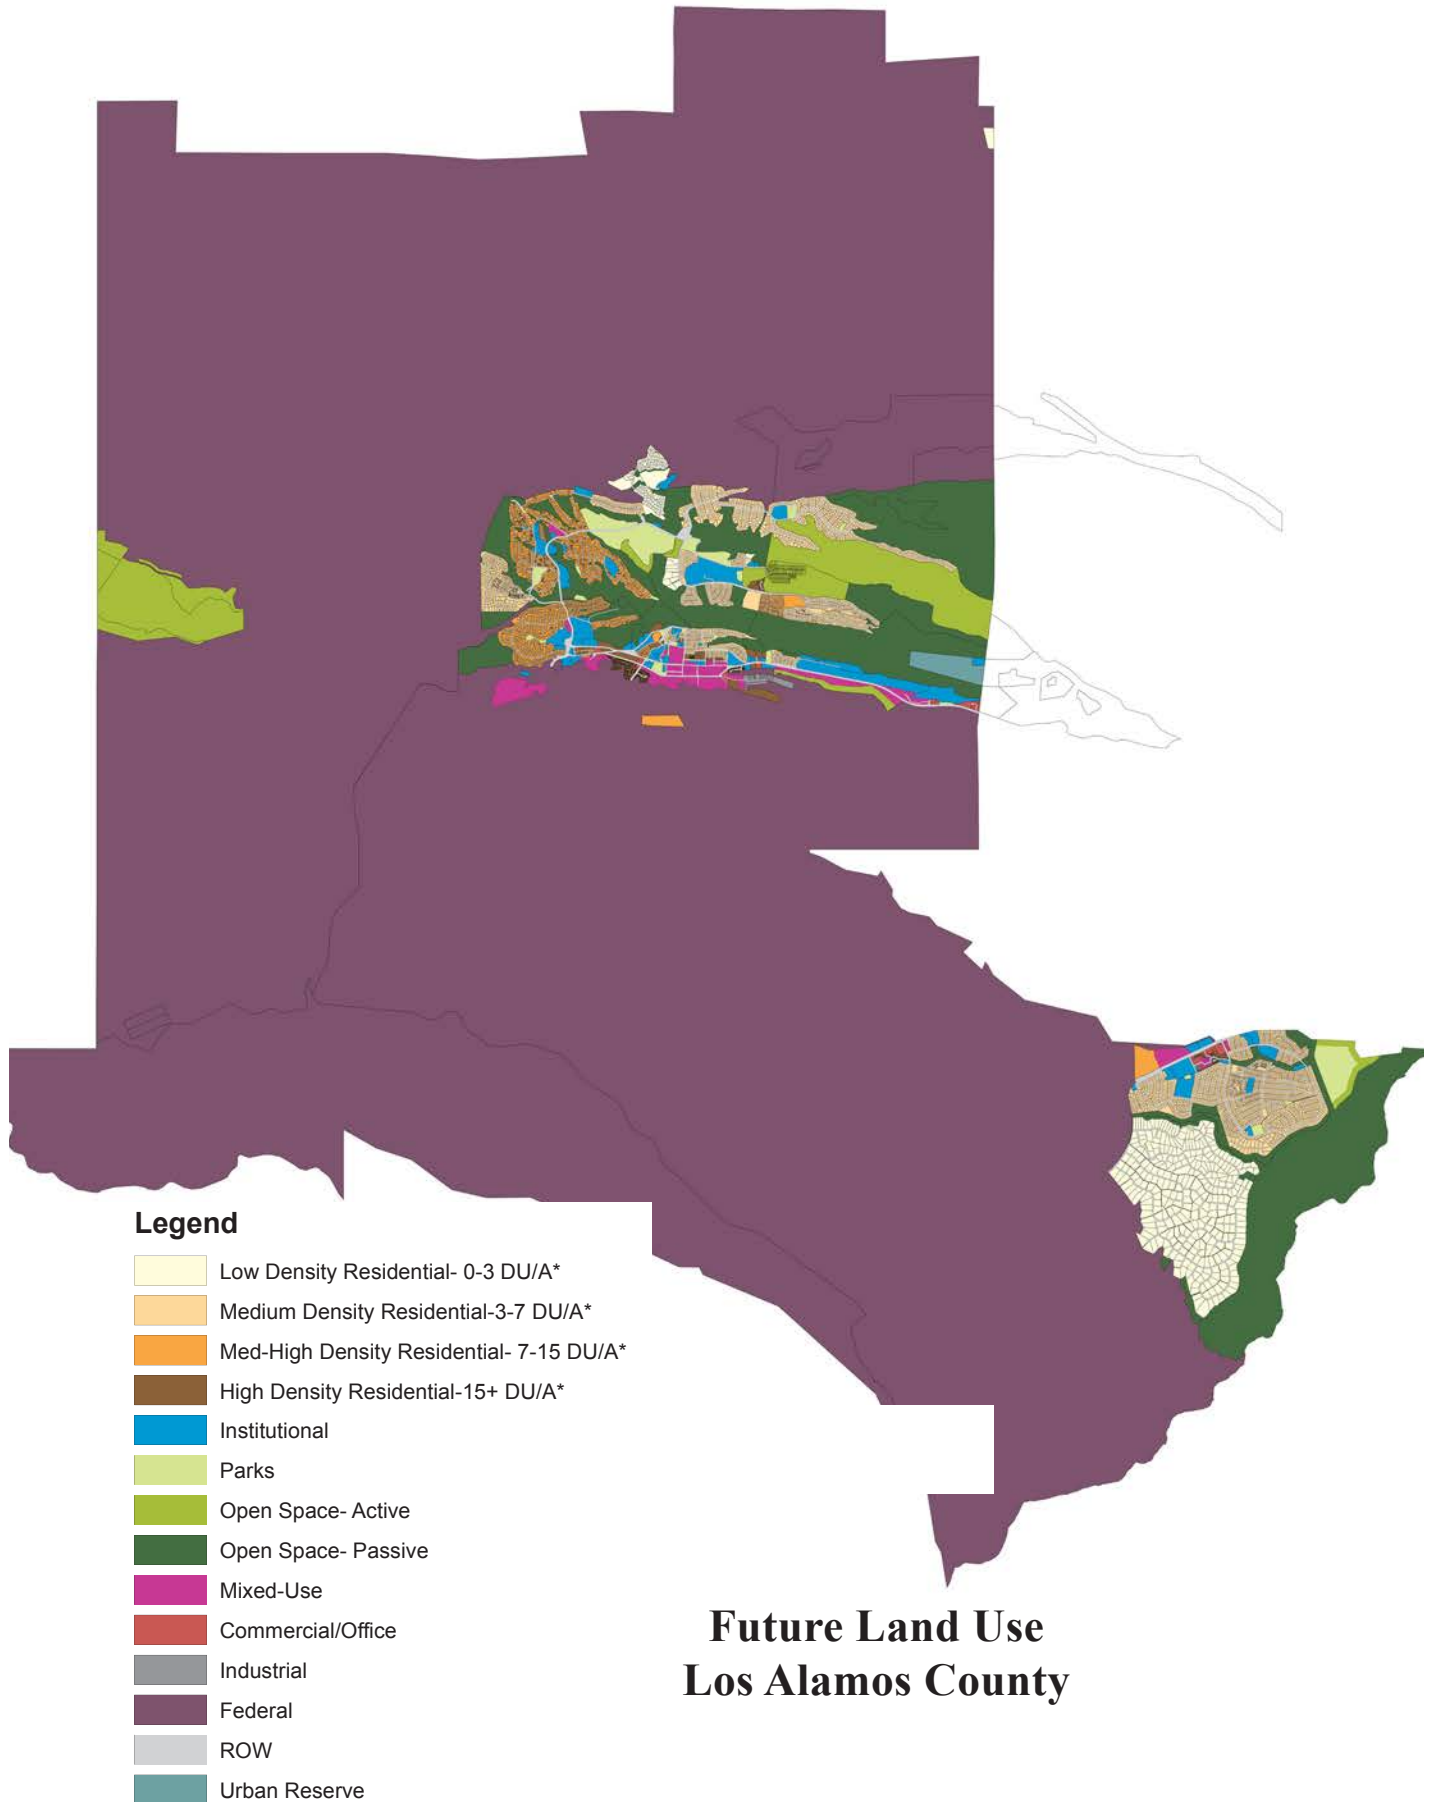 Legend
Low Density Residential- 0-3 DU/A*
Medium Density Residential-3-7 DU/A*
Med-High Density Residential- 7-15 DU/A*
High Density Residential-15+ DU/A*
Institutional
Parks
Open Space- Active
Open Space- Passive
Mixed-Use
Commercial/Office
Industrial
Federal
ROW
Urban Reserve
Future Land Use
Los Alamos County